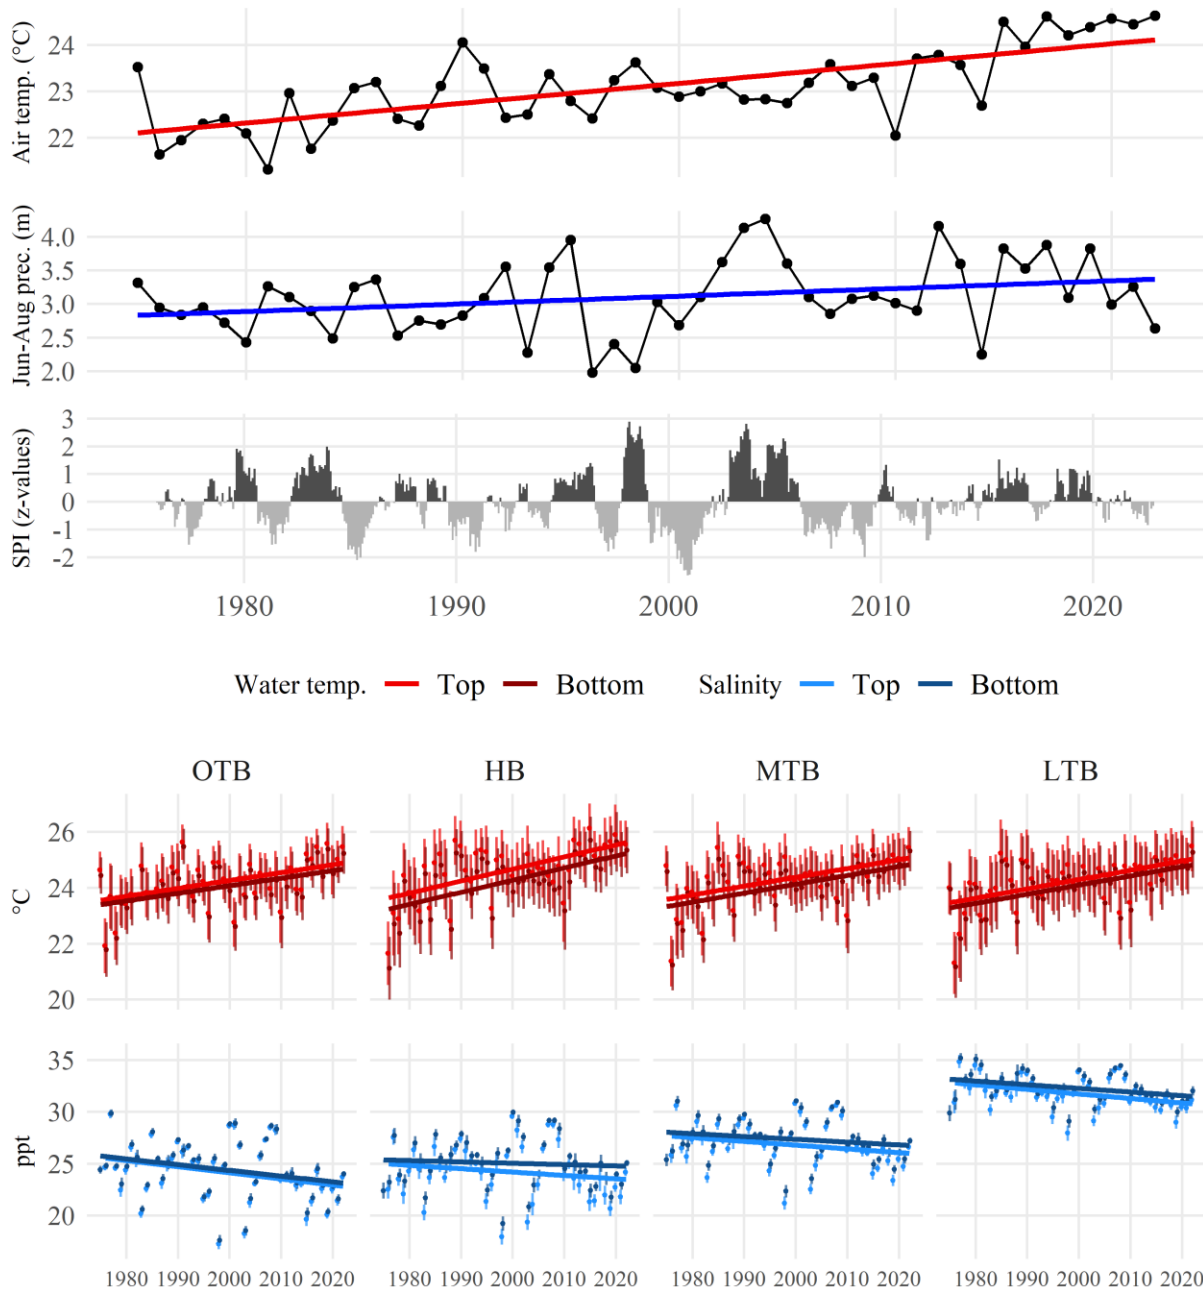 Air temp. (°C)
24
23
22
Jun-Aug prec. (m)
4.0
3.5
3.0
2.5
2.0
SPI (z-values)
3
2
1
0
-1
-2
1980 1990 2000 2010 2020
Water temp. Top Bottom Salinity Top Bottom
OTB HB MTB LTB
°C
26
24
22
20
ppt
35
30
25
20
1980 1990 2000 2010 2020 1980 1990 2000 2010 2020 1980 1990 2000 2010 2020 1980 1990 2000 2010 2020